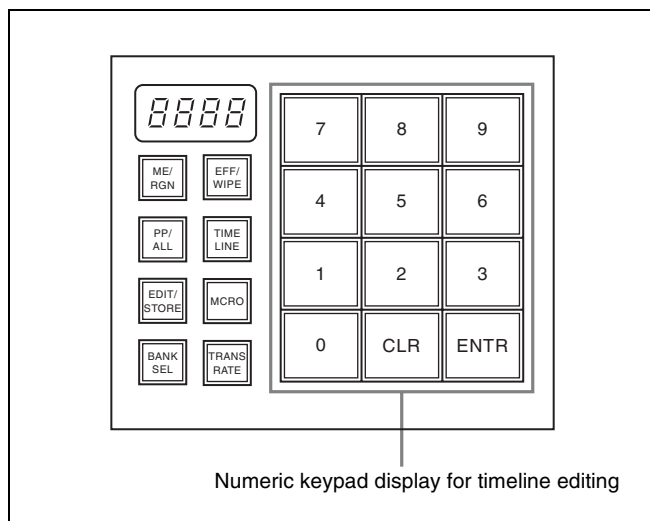 8888
7 8 9
ME/
RGN
EFF/
WIPE
4 5 6
PP/
ALL
TIME
LINE
1 2 3
EDIT/
STORE
MCRO
0 CLR ENTR
BANK
SEL
TRANS
RATE
Numeric keypad display for timeline editing